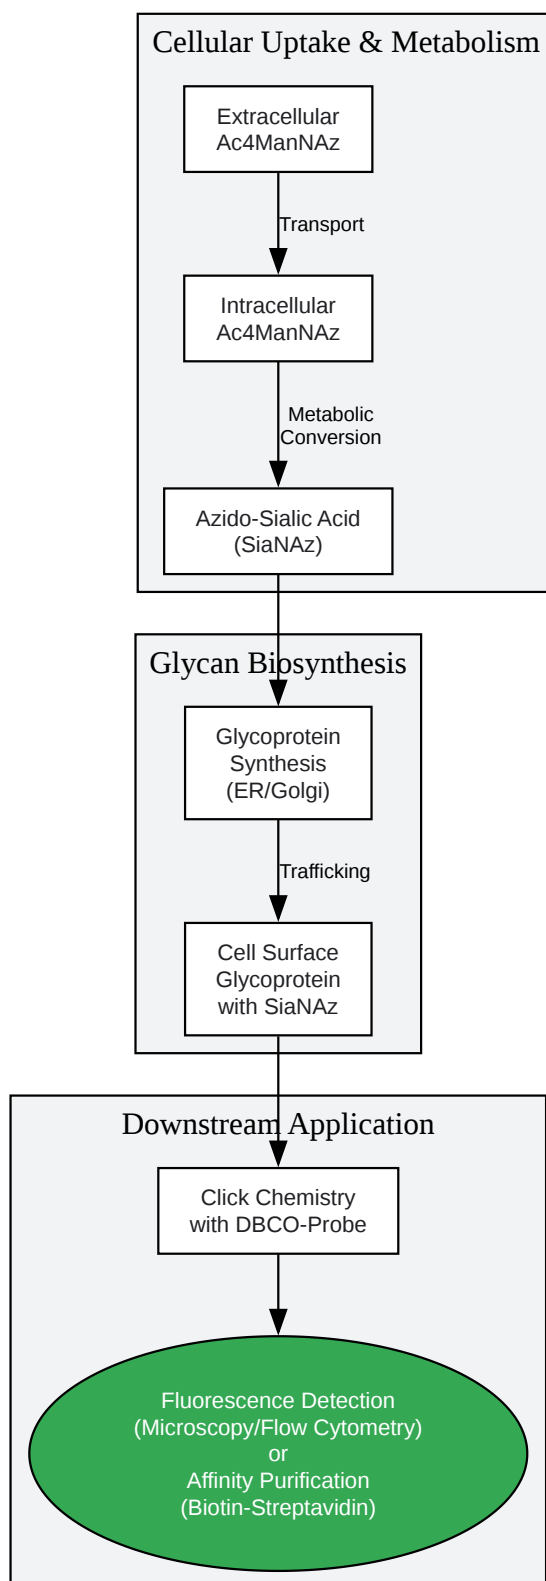 Cellular Uptake & Metabolism
Extracellular
Ac4ManNAz
Transport
Intracellular
Ac4ManNAz
Metabolic
Conversion
Azido-Sialic Acid
(SiaNAz)
Glycan Biosynthesis
Glycoprotein
Synthesis
(ER/Golgi)
Trafficking
Cell Surface
Glycoprotein
with SiaNAz
Downstream Application
Click Chemistry
with DBCO-Probe
Fluorescence Detection
(Microscopy/Flow Cytometry)
or
Affinity Purification
(Biotin-Streptavidin)